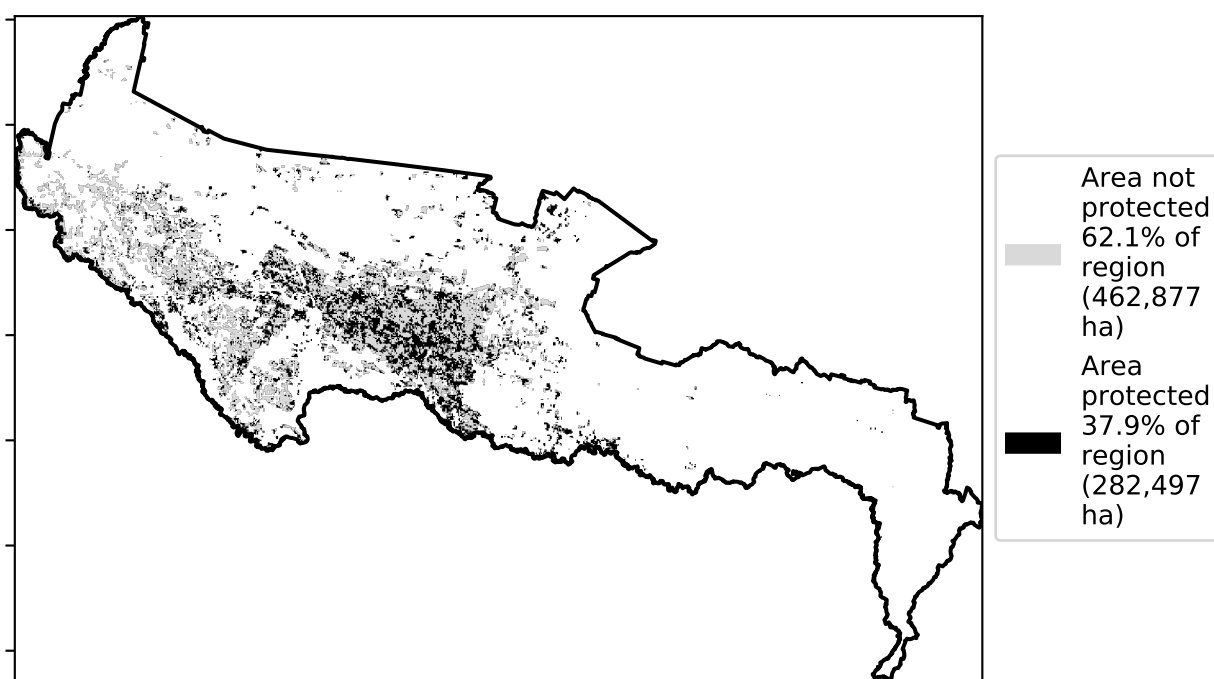 Area not
protected
62.1% of
region
(462,877
ha)
Area
protected
37.9% of
region
(282,497
ha)